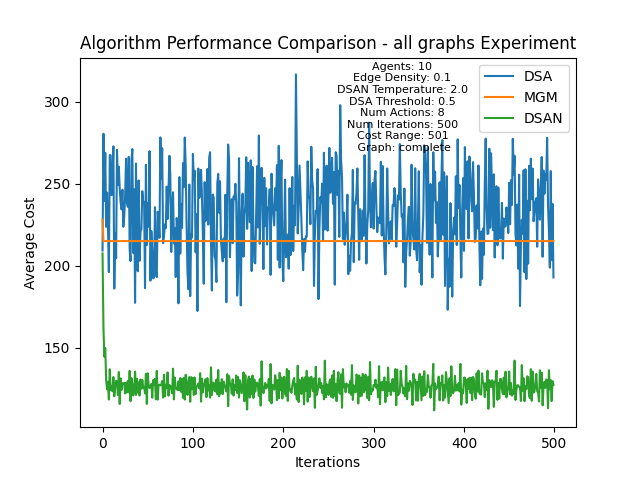 Algorithm Performance Comparison - all graphs Experiment
Agents: 10
Edge Density: 0.1
DSAN Temperature: 2.0
DSA Threshold: 0.5
Num Actions: 8
Num Iterations: 500
Cost Range: 501
Graph: complete
DSA
MGM
DSAN
Average Cost
300
250
200
150
0
100
200
300
400
500
Iterations